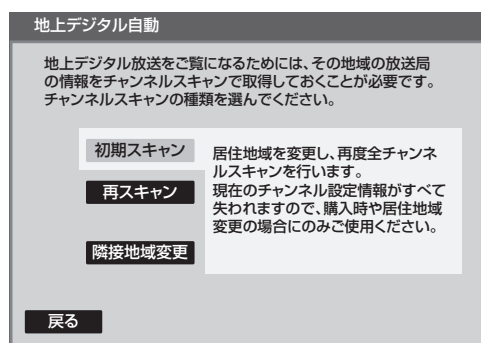 地上デジタル自動
地上デジタル放送をご覧になるためには、その地域の放送局
の情報をチャンネルスキャンで取得しておくことが必要です。
チャンネルスキャンの種類を選んでください。
初期スキャン
居住地域を変更し、再度全チャンネ
ルスキャンを行います。
現在のチャンネル設定情報がすべて
失われますので、購入時や居住地域
変更の場合にのみご使用ください。
再スキャン
隣接地域変更
戻る